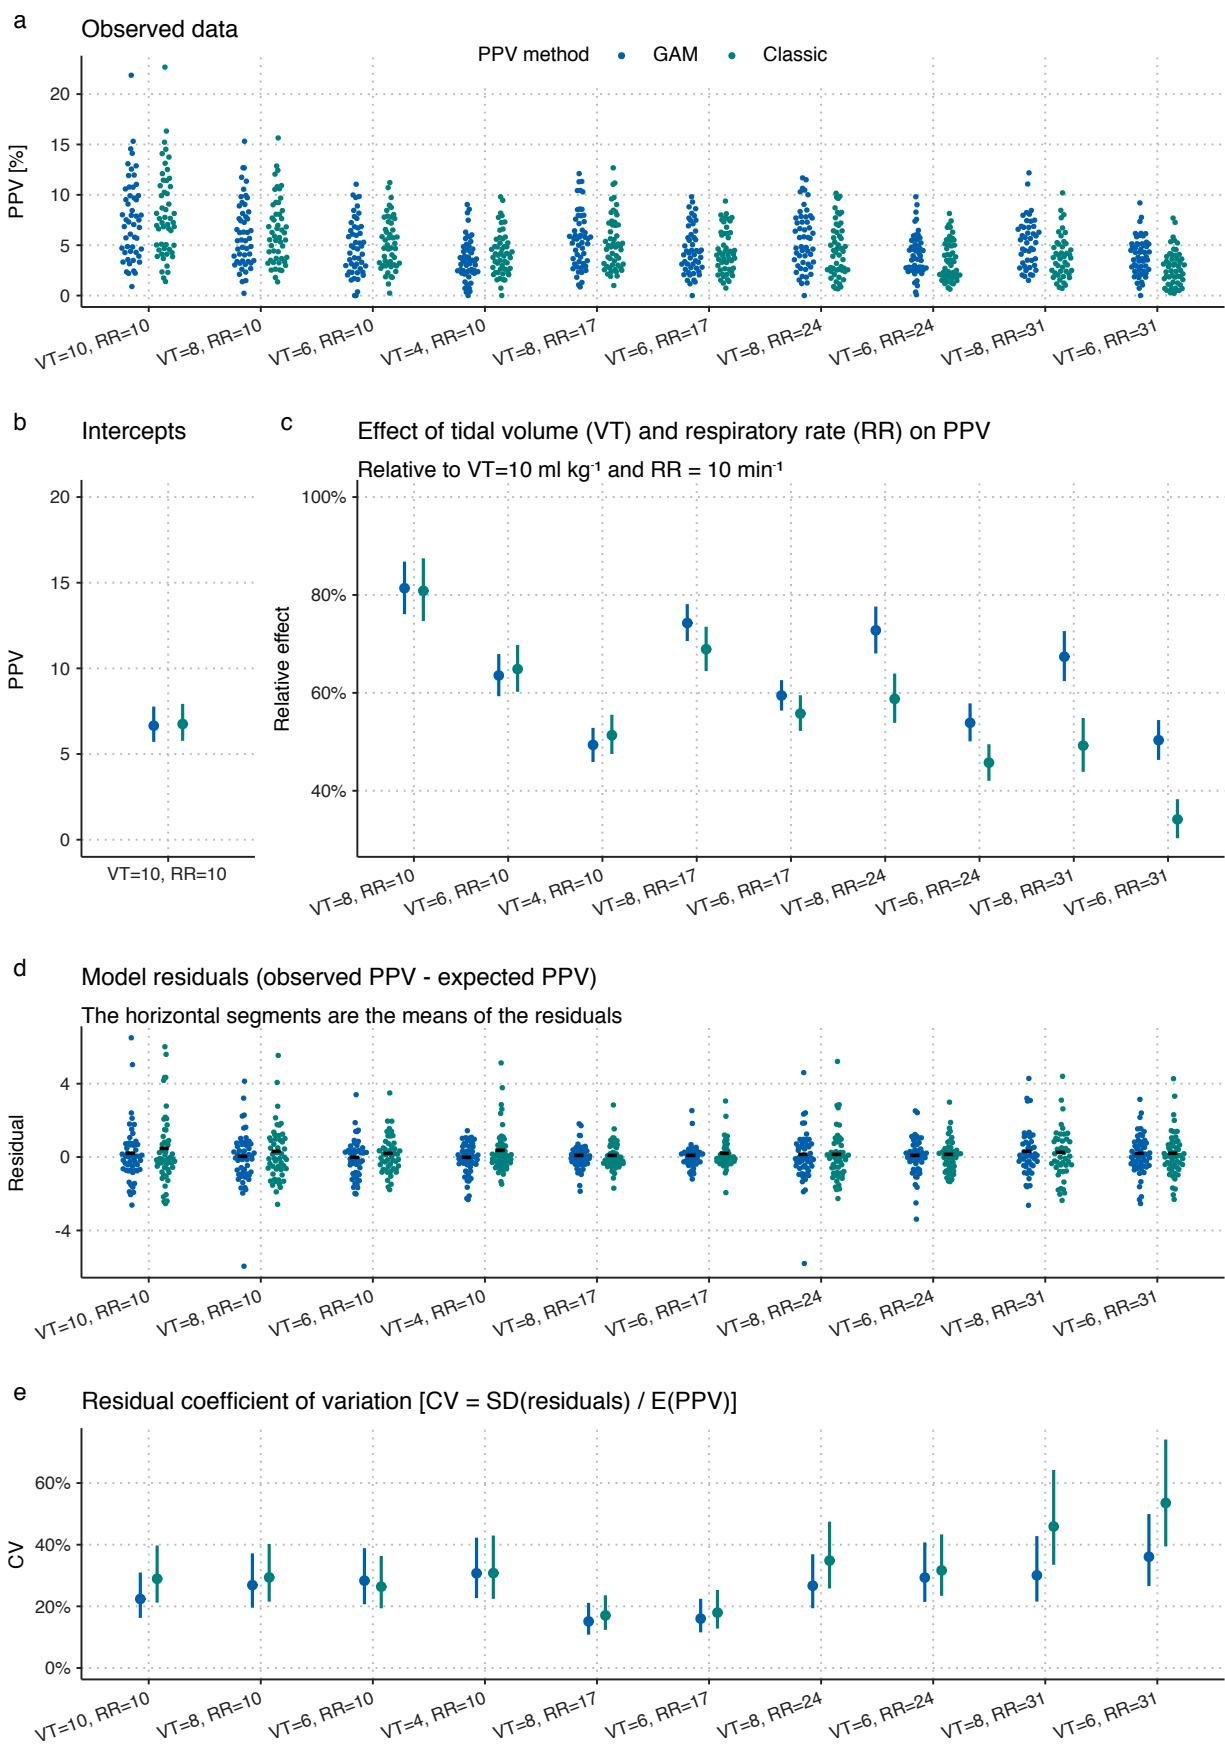 a
Observed data
PPV method GAM Classic
PPV [%]
20
15
10
5
0
VT=10, RR=10
VT=8, RR=10
VT=6, RR=10
VT=4, RR=10
VT=8, RR=17
VT=6, RR=17
VT=8, RR=24
VT=6, RR=24
VT=8, RR=31
VT=6, RR=31
b
Intercepts
PPV
20
15
10
5
0
VT=10, RR=10
c
Effect of tidal volume (VT) and respiratory rate (RR) on PPV
Relative to VT=10 ml kg⁻¹ and RR = 10 min⁻¹
Relative effect
100%
80%
60%
40%
VT=8, RR=10
VT=6, RR=10
VT=4, RR=10
VT=8, RR=17
VT=6, RR=17
VT=8, RR=24
VT=6, RR=24
VT=8, RR=31
VT=6, RR=31
d
Model residuals (observed PPV - expected PPV)
The horizontal segments are the means of the residuals
Residual
4
0
-4
VT=10, RR=10
VT=8, RR=10
VT=6, RR=10
VT=4, RR=10
VT=8, RR=17
VT=6, RR=17
VT=8, RR=24
VT=6, RR=24
VT=8, RR=31
VT=6, RR=31
e
Residual coefficient of variation [CV = SD(residuals) / E(PPV)]
CV
60%
40%
20%
0%
VT=10, RR=10
VT=8, RR=10
VT=6, RR=10
VT=4, RR=10
VT=8, RR=17
VT=6, RR=17
VT=8, RR=24
VT=6, RR=24
VT=8, RR=31
VT=6, RR=31